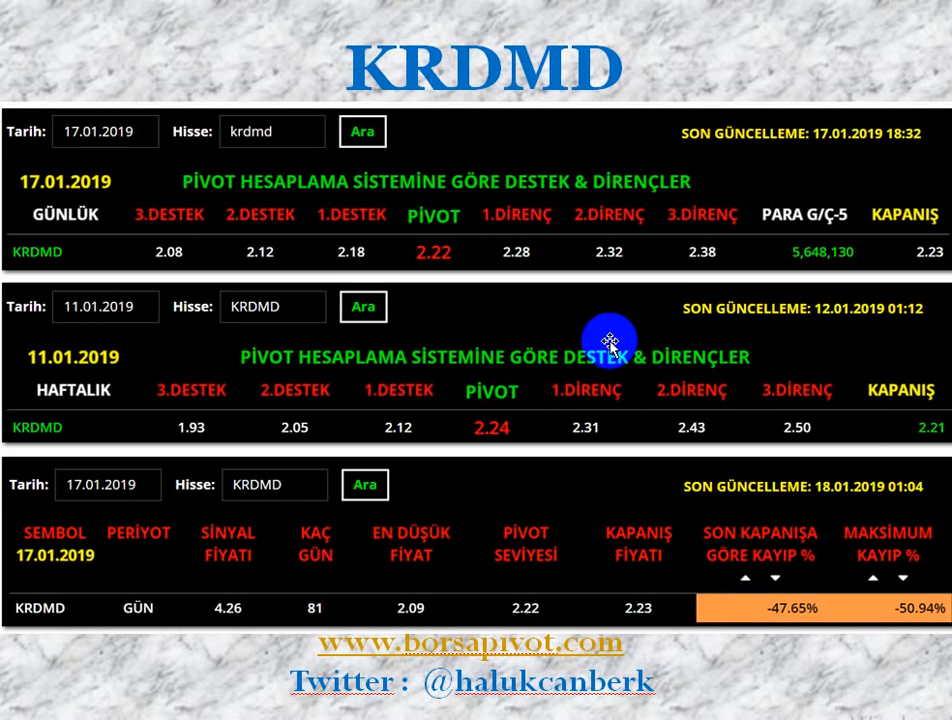 KRDMD
Tarih: 17.01.2019 Hisse: krdmd Ara SON GÜNCELLEME: 17.01.2019 18:32
17.01.2019 PİVOT HESAPLAMA SİSTEMİNE GÖRE DESTEK & DİRENÇLER
GÜNLÜK 3.DESTEK 2.DESTEK 1.DESTEK PİVOT 1.DİRENÇ 2.DİRENÇ 3.DİRENÇ PARA G/Ç-5 KAPANIŞ
KRDMD 2.08 2.12 2.18 2.22 2.28 2.32 2.38 5,648,130 2.23
Tarih: 11.01.2019 Hisse: KRDMD Ara SON GÜNCELLEME: 12.01.2019 01:12
11.01.2019 PİVOT HESAPLAMA SİSTEMİNE GÖRE DESTEK & DİRENÇLER
HAFTALIK 3.DESTEK 2.DESTEK 1.DESTEK PİVOT 1.DİRENÇ 2.DİRENÇ 3.DİRENÇ KAPANIŞ
KRDMD 1.93 2.05 2.12 2.24 2.31 2.43 2.50 2.21
Tarih: 17.01.2019 Hisse: KRDMD Ara SON GÜNCELLEME: 18.01.2019 01:04
SEMBOL PERİYOT SİNYAL KAÇ EN DÜŞÜK PİVOT KAPANIŞ SON KAPANIŞA MAKSİMUM
17.01.2019 FİYATI GÜN FİYAT SEVİYESİ FİYATI GÖRE KAYIP % KAYIP %
KRDMD GÜN 4.26 81 2.09 2.22 2.23 -47.65% -50.94%
www.borsapivot.com
Twitter : @halukcanberk